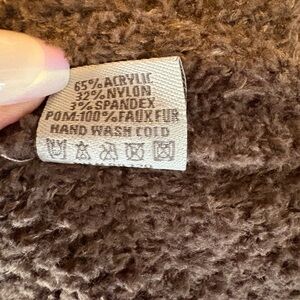 65% ACRYLIC
32% NYLON
3% SPANDEX
POM:100% FAUX FUR
HAND WASH COLD